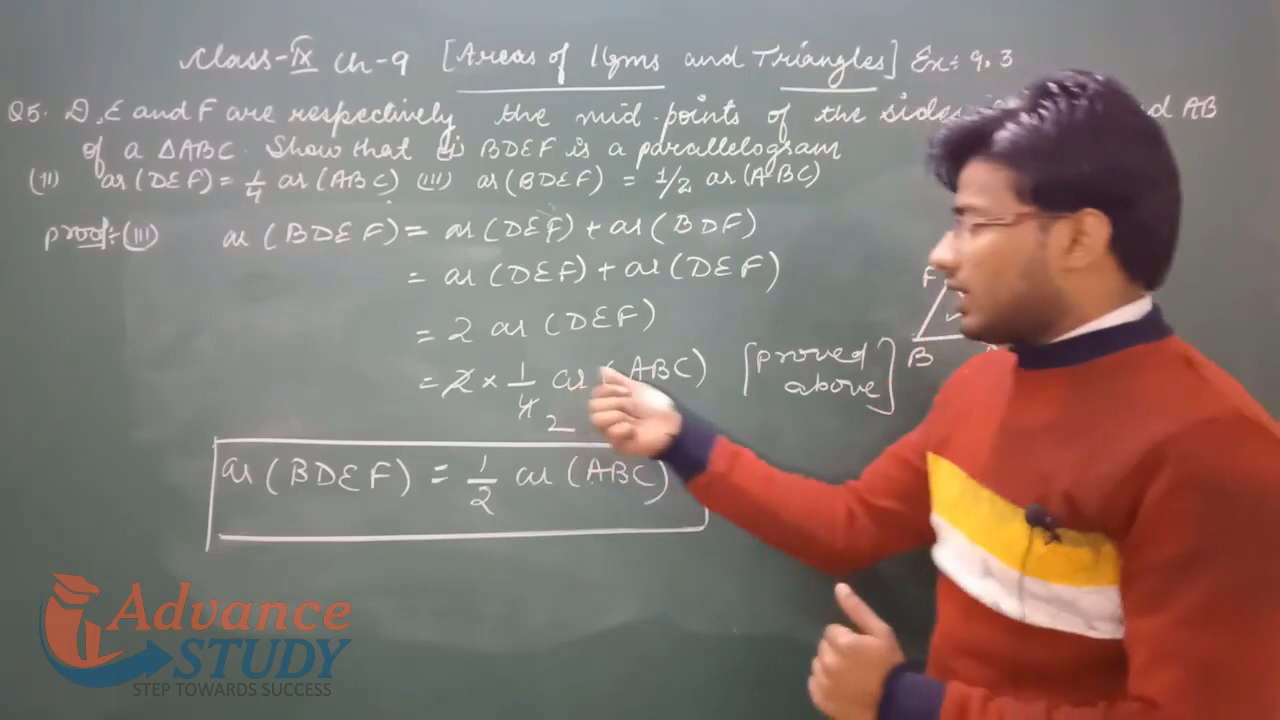 Class-IX Ch-9 [Areas of 11gms and Triangles] Ex÷ 9.3
Q5. D, E and F are respectively the mid-points of the sides AB
of a ΔABC. Show that (i) BDEF is a parallelogram
(II) ar(DEF) = 1/4 ar(ABC) (III) ar(BDEF) = 1/2 ar(ABC)
proof÷(III) ar(BDEF) = ar(DEF) + ar(BDF)
= ar(DEF) + ar(DEF)
= 2 ar(DEF)
= 2 × 1/4 ar(ABC) [proved above]
2
ar(BDEF) = 1/2 ar(ABC)
F
B
Advance
STUDY
STEP TOWARDS SUCCESS